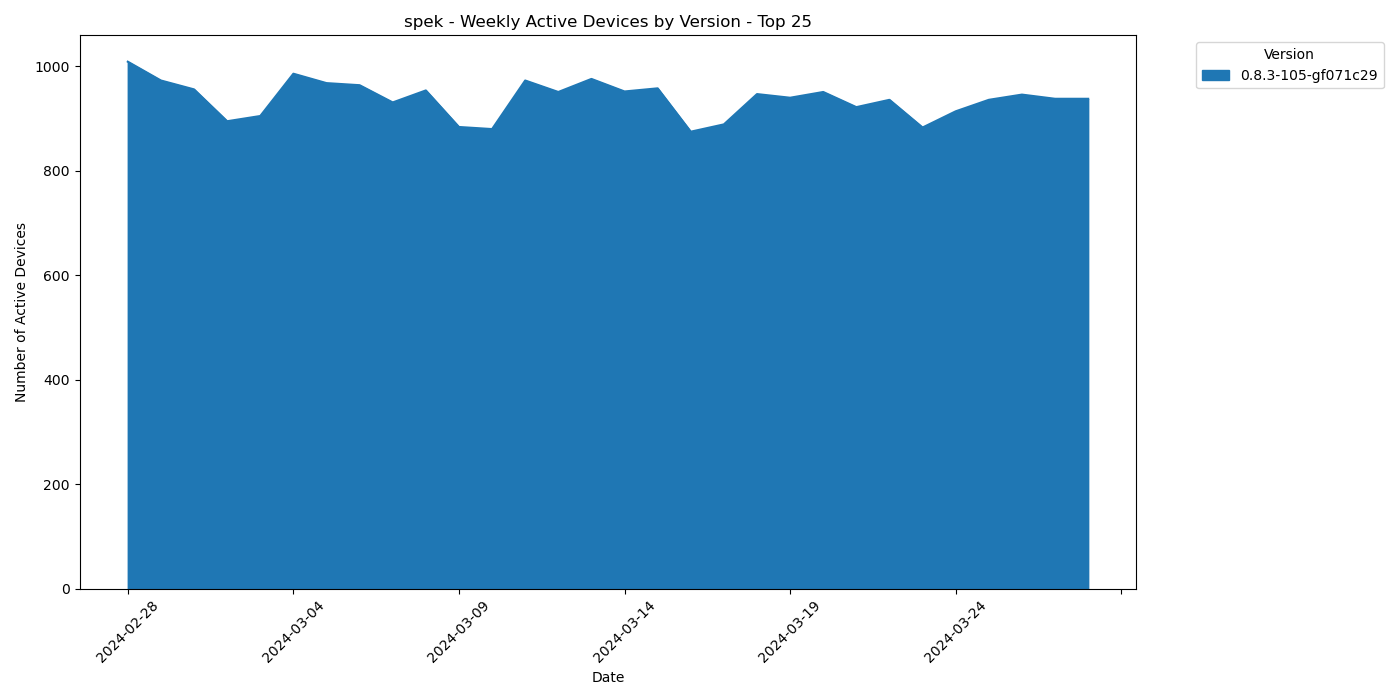 spek - Weekly Active Devices by Version - Top 25
Version
0.8.3-105-gf071c29
Number of Active Devices
1000
800
600
400
200
0
2024-02-28
2024-03-04
2024-03-09
2024-03-14
2024-03-19
2024-03-24
Date